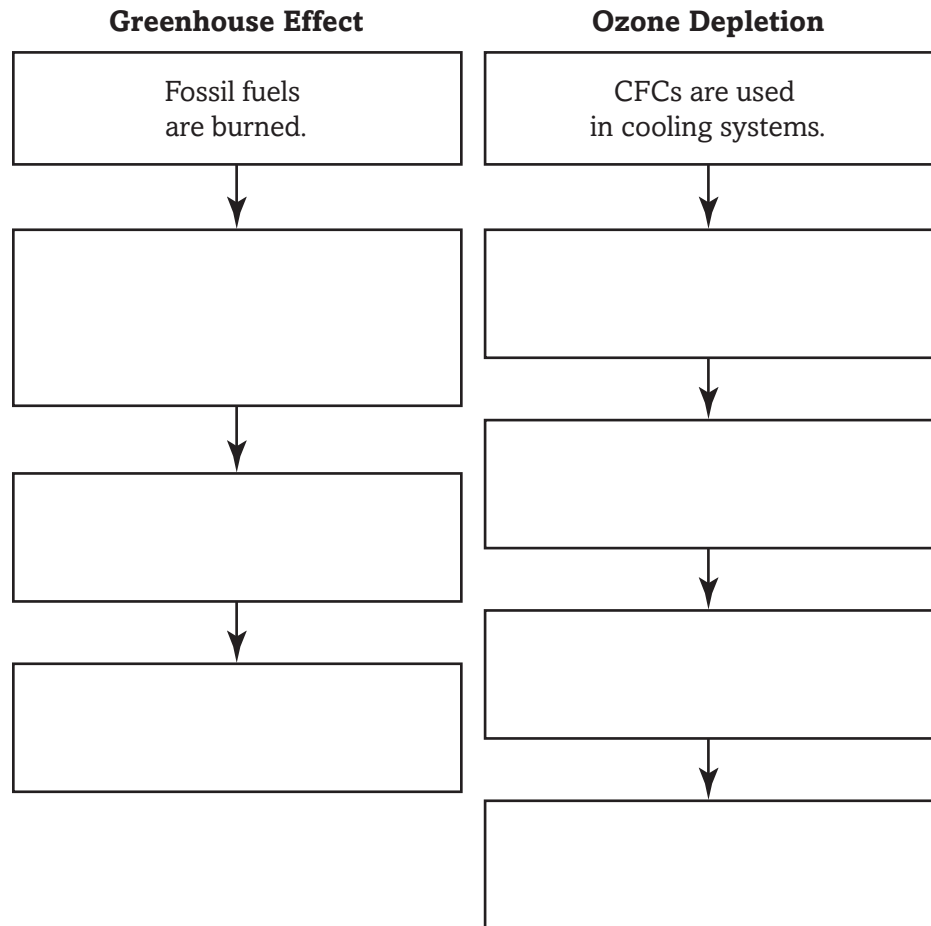 Greenhouse Effect
Fossil fuels
are burned.
Ozone Depletion
CFCs are used
in cooling systems.